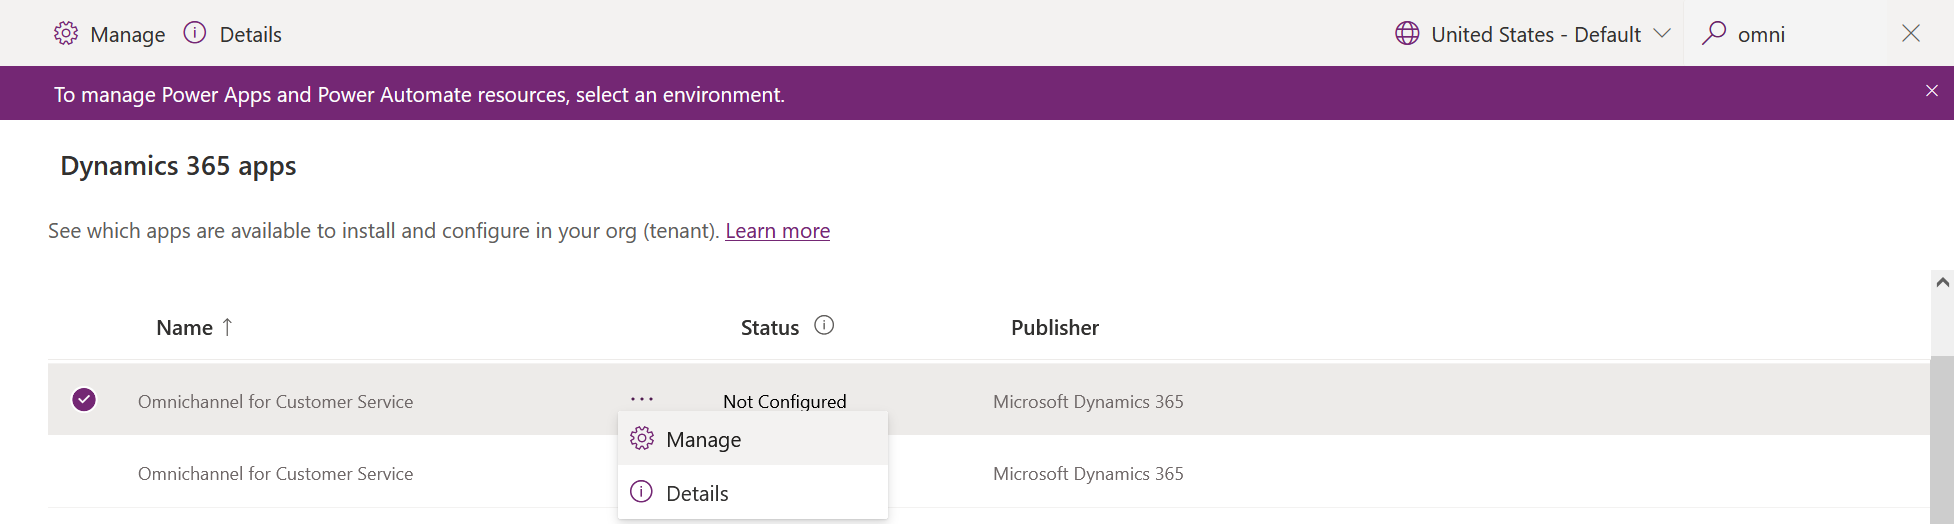 Manage Details United States - Default omni
To manage Power Apps and Power Automate resources, select an environment.
Dynamics 365 apps
See which apps are available to install and configure in your org (tenant). Learn more
Name ↑ Status Publisher
Omnichannel for Customer Service ... Not Configured Microsoft Dynamics 365
Manage
Omnichannel for Customer Service Microsoft Dynamics 365
Details